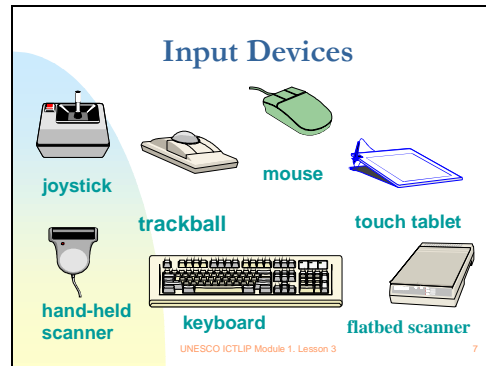 Input Devices
joystick
trackball
mouse
touch tablet
hand-held
scanner
keyboard
flatbed scanner
UNESCO ICTLIP Module 1. Lesson 3
7